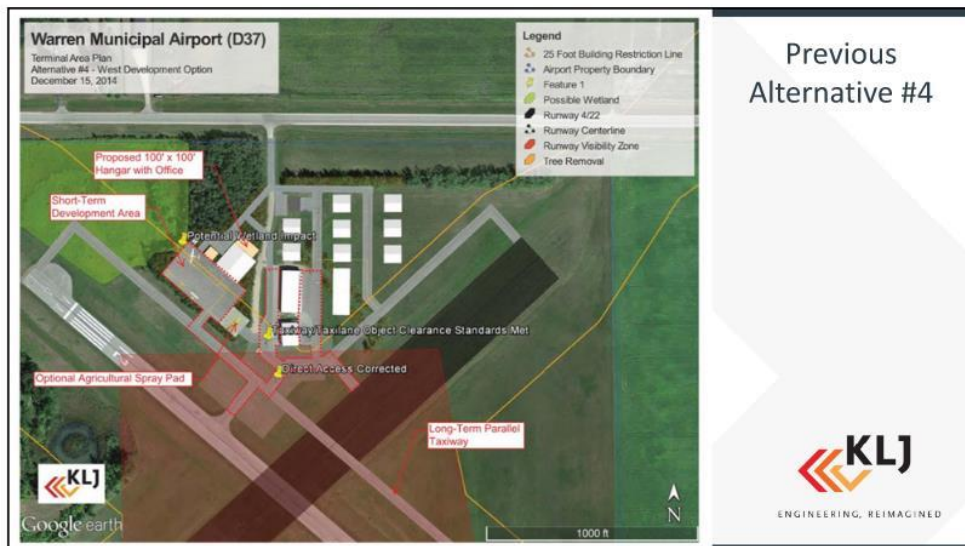 Warren Municipal Airport (D37)
Terminal Area Plan
Alternative #4 - West Development Option
December 15, 2014
Legend
25 Foot Building Restriction Line
Airport Property Boundary
Feature 1
Possible Wetland
Runway 4/22
Runway Centerline
Runway Visibility Zone
Tree Removal
Previous
Alternative #4
Proposed 100' x 100'
Hangar with Office
Short-Term
Development Area
Potential Wetland Impact
Taxiway/Taxilane Object Clearance Standards Met
Direct Access Corrected
Optional Agricultural Spray Pad
Long-Term Parallel
Taxiway
KLJ
Google earth
N
1000 ft
KLJ
ENGINEERING, REIMAGINED